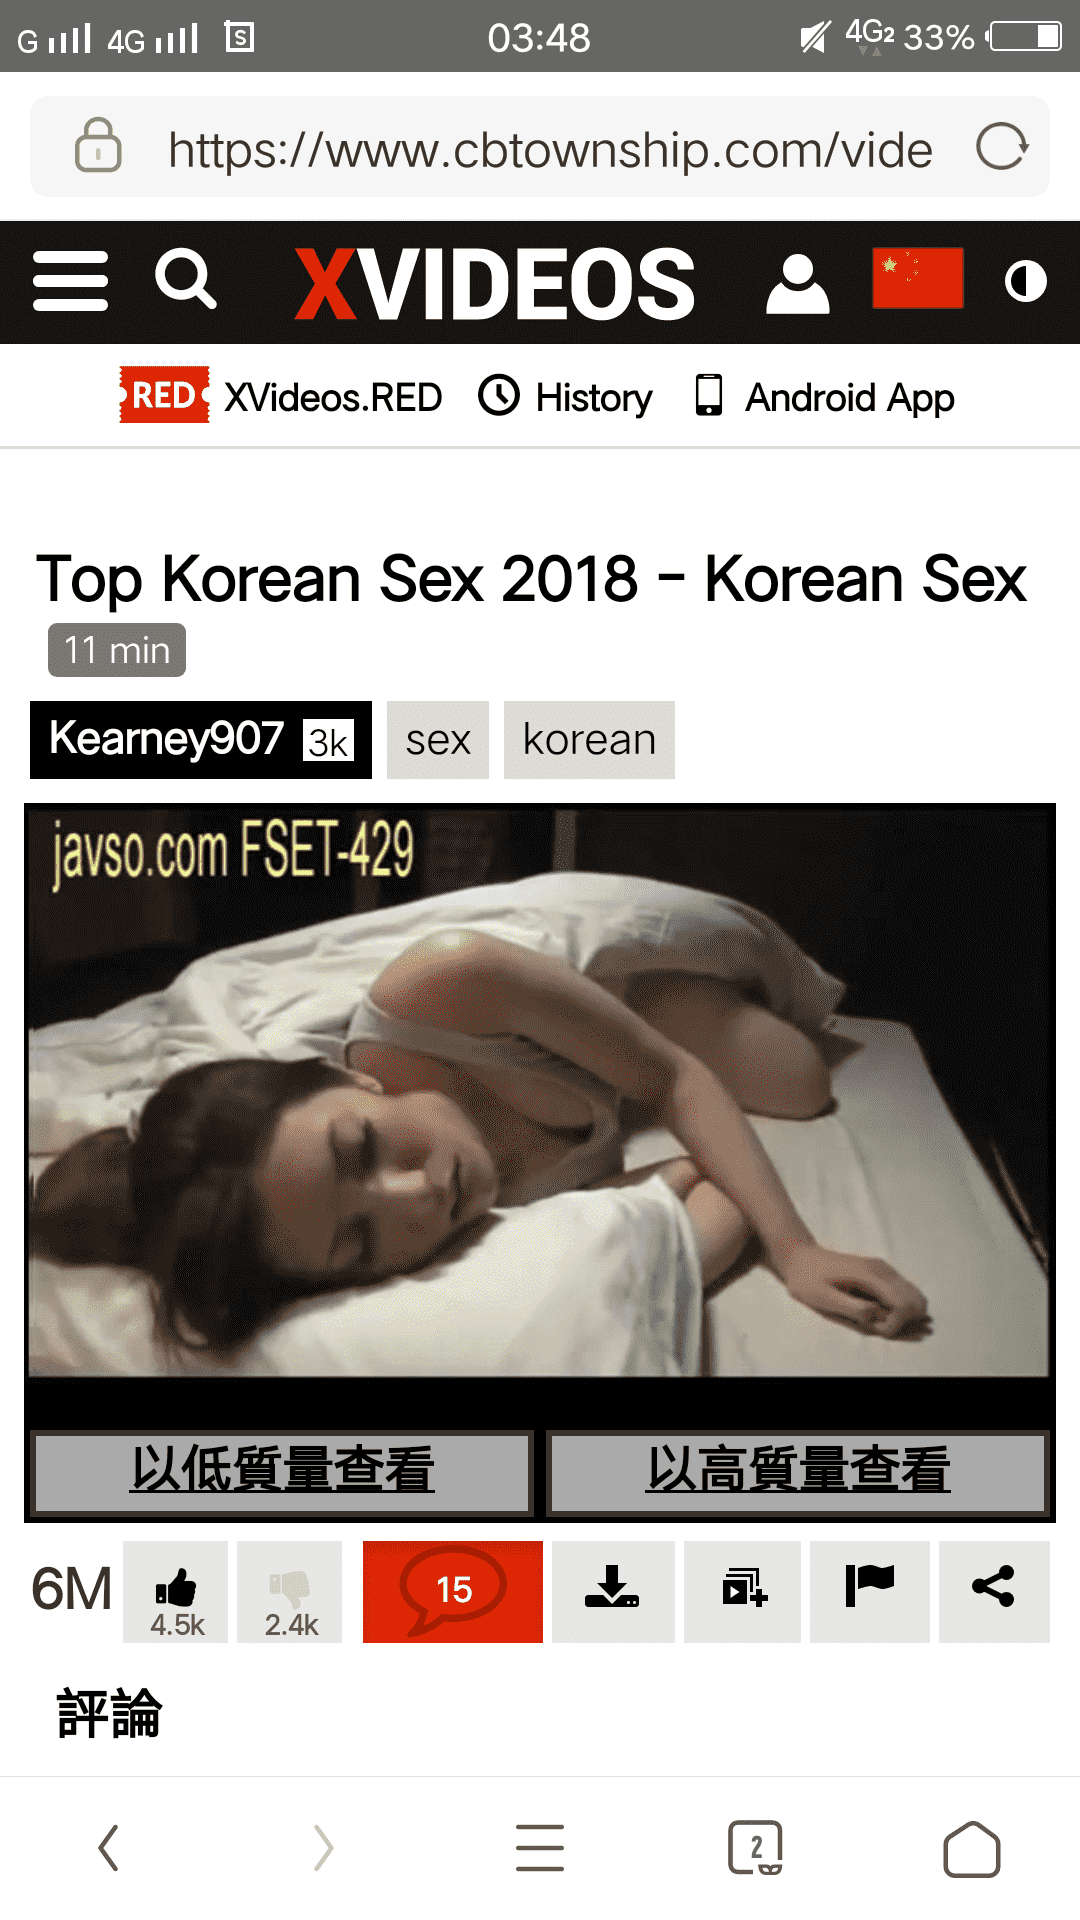 G 4G S 03:48 4G2 33%
https://www.cbtownship.com/vide
XVIDEOS
RED XVideos.RED History Android App
Top Korean Sex 2018 - Korean Sex
11 min
Kearney907 3k sex korean
javso.com FSET-429
以低質量查看 以高質量查看
6M 4.5k 2.4k 15
評論
2